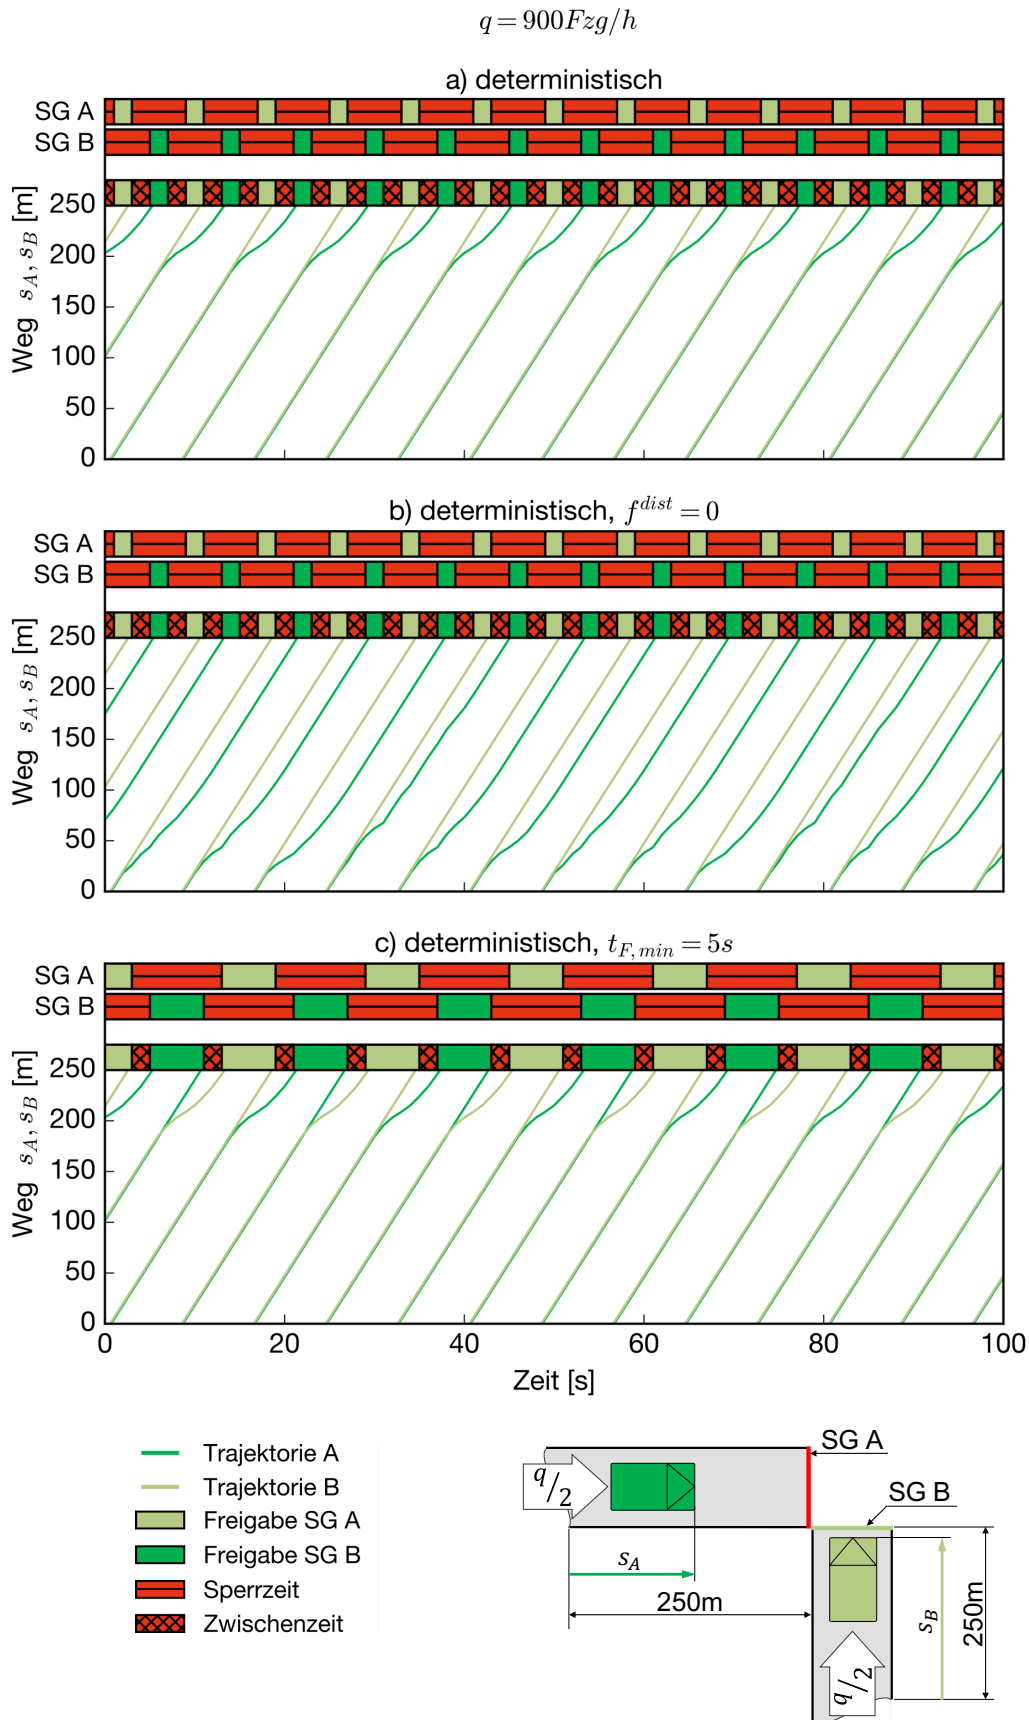 q = 900Fzg/h
a) deterministisch
SG A
SG B
Weg s_A, s_B [m]
250
200
150
100
50
0
b) deterministisch, f^{dist} = 0
SG A
SG B
Weg s_A, s_B [m]
250
200
150
100
50
0
c) deterministisch, t_{F,min} = 5s
SG A
SG B
Weg s_A, s_B [m]
250
200
150
100
50
0
0 20 40 60 80 100
Zeit [s]
Trajektorie A
Trajektorie B
Freigabe SG A
Freigabe SG B
Sperrzeit
Zwischenzeit
SG A
q/2
SG B
s_A
250m
s_B
250m
q/2